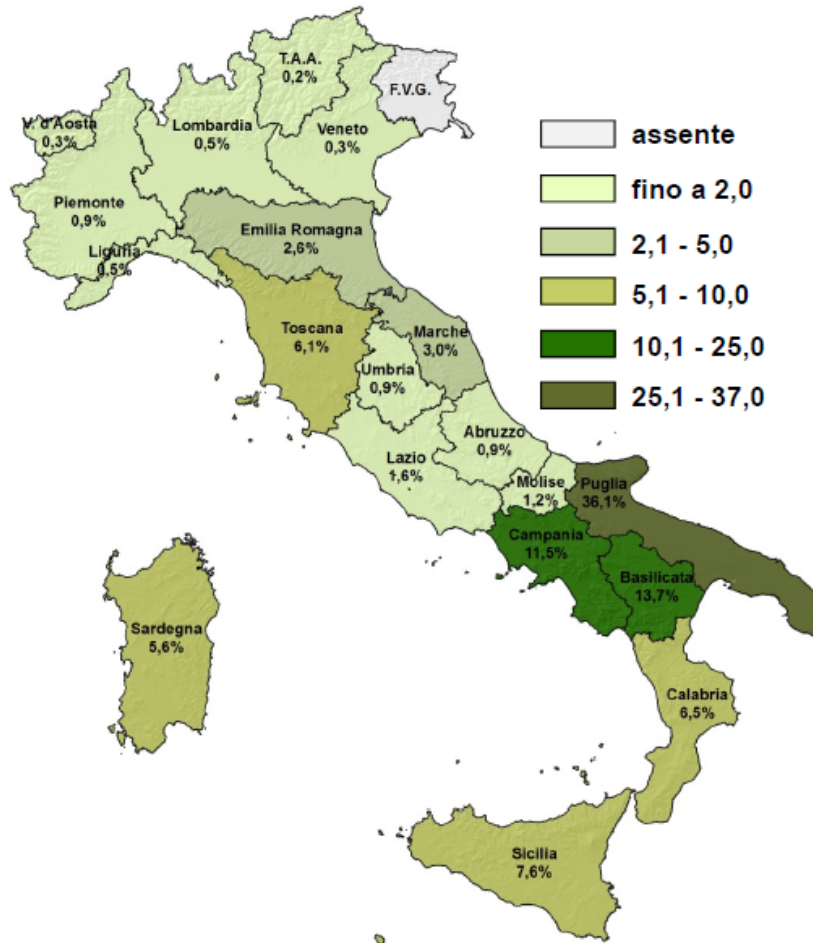 T.A.A.
0,2%
F.V.G.
V. d'Aosta
0,3%
Lombardia
0,5%
Veneto
0,3%
Piemonte
0,9%
Emilia Romagna
2,6%
Liguria
0,5%
Toscana
6,1%
Marche
3,0%
Umbria
0,9%
Abruzzo
0,9%
Lazio
1,6%
Molise
1,2%
Puglia
36,1%
Campania
11,5%
Basilicata
13,7%
Sardegna
5,6%
Calabria
6,5%
Sicilia
7,6%
assente
fino a 2,0
2,1 - 5,0
5,1 - 10,0
10,1 - 25,0
25,1 - 37,0